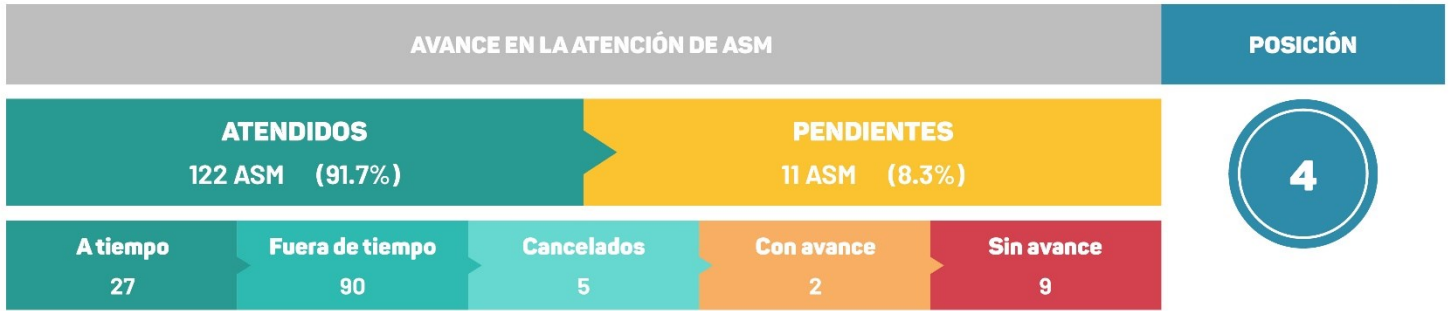 AVANCE EN LA ATENCIÓN DE ASM
POSICIÓN
ATENDIDOS
122 ASM (91.7%)
PENDIENTES
11 ASM (8.3%)
4
A tiempo
27
Fuera de tiempo
90
Cancelados
5
Con avance
2
Sin avance
9